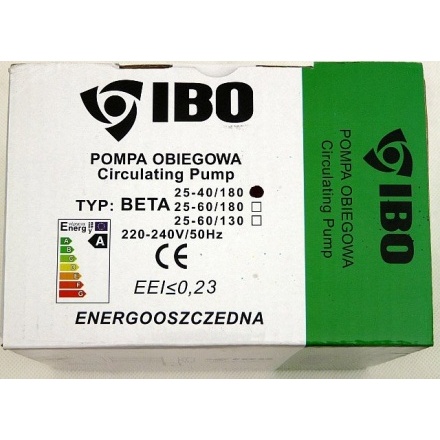 IBO
POMPA OBIEGOWA
Circulating Pump
25-40/180
TYP: BETA 25-60/180
25-60/130
220-240V/50Hz
Energy
A
A
B
C
D
E
F
G
CE
EEI≤0,23
ENERGOOSZCZEDNA
IBO
POMPA OBIEGOWA
Circulating Pump